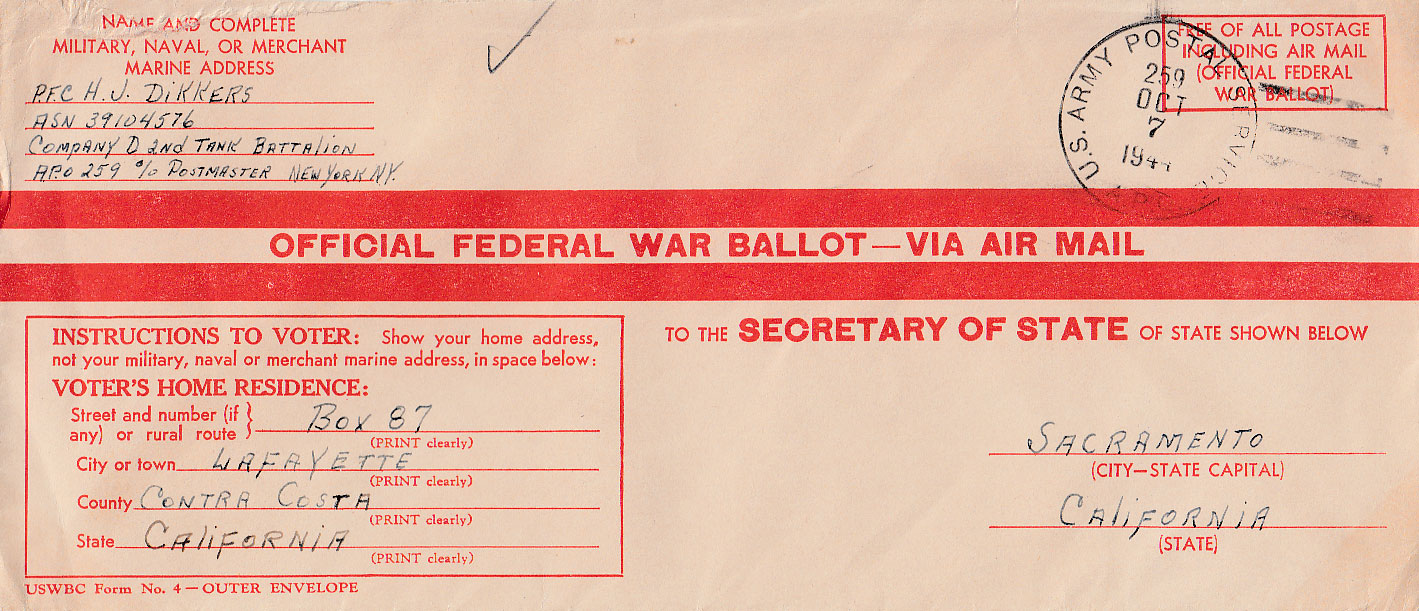 NAME AND COMPLETE
MILITARY, NAVAL, OR MERCHANT
MARINE ADDRESS
PFC H.J. DIKKERS
ASN 39104576
COMPANY D 2nd TANK BATTALION
A.P.O 259 % POSTMASTER NEW YORK NY.
U.S. ARMY POSTAL SERVICE
259
OCT
7
FREE OF ALL POSTAGE
INCLUDING AIR MAIL
(OFFICIAL FEDERAL
WAR BALLOT)
OFFICIAL FEDERAL WAR BALLOT—VIA AIR MAIL
INSTRUCTIONS TO VOTER: Show your home address,
not your military, naval or merchant marine address, in space below:
VOTER'S HOME RESIDENCE:
Street and number (if
any) or rural route } Box 87
(PRINT clearly)
City or town LAFAYETTE
(PRINT clearly)
County CONTRA COSTA
(PRINT clearly)
State CALIFORNIA
(PRINT clearly)
USWBC Form No. 4—OUTER ENVELOPE
TO THE SECRETARY OF STATE OF STATE SHOWN BELOW
SACRAMENTO
(CITY—STATE CAPITAL)
CALIFORNIA
(STATE)